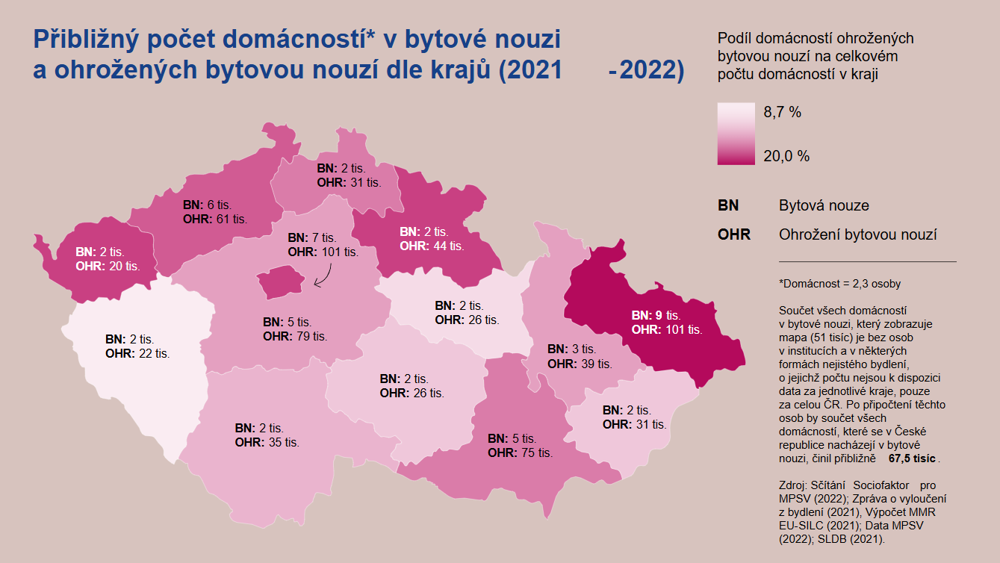 Přibližný počet domácností* v bytové nouzi
a ohrožených bytovou nouzí dle krajů (2021 -2022)
Podíl domácností ohrožených
bytovou nouzí na celkovém
počtu domácností v kraji
8,7 %
20,0 %
BN Bytová nouze
OHR Ohrožení bytovou nouzí
*Domácnost = 2,3 osoby
Součet všech domácností
v bytové nouzi, který zobrazuje
mapa (51 tisíc) je bez osob
v institucích a v některých
formách nejistého bydlení,
o jejichž počtu nejsou k dispozici
data za jednotlivé kraje, pouze
za celou ČR. Po připočtení těchto
osob by součet všech
domácností, které se v České
republice nacházejí v bytové
nouzi, činil přibližně 67,5 tisíc .
Zdroj: Sčítání Sociofaktor pro
MPSV (2022); Zpráva o vyloučení
z bydlení (2021), Výpočet MMR
EU-SILC (2021); Data MPSV
(2022); SLDB (2021).
BN: 2 tis.
OHR: 31 tis.
BN: 6 tis.
OHR: 61 tis.
BN: 2 tis.
OHR: 44 tis.
BN: 7 tis.
OHR: 101 tis.
BN: 2 tis.
OHR: 20 tis.
BN: 2 tis.
OHR: 26 tis.
BN: 9 tis.
OHR: 101 tis.
BN: 5 tis.
OHR: 79 tis.
BN: 2 tis.
OHR: 22 tis.
BN: 3 tis.
OHR: 39 tis.
BN: 2 tis.
OHR: 26 tis.
BN: 2 tis.
OHR: 31 tis.
BN: 2 tis.
OHR: 35 tis.
BN: 5 tis.
OHR: 75 tis.